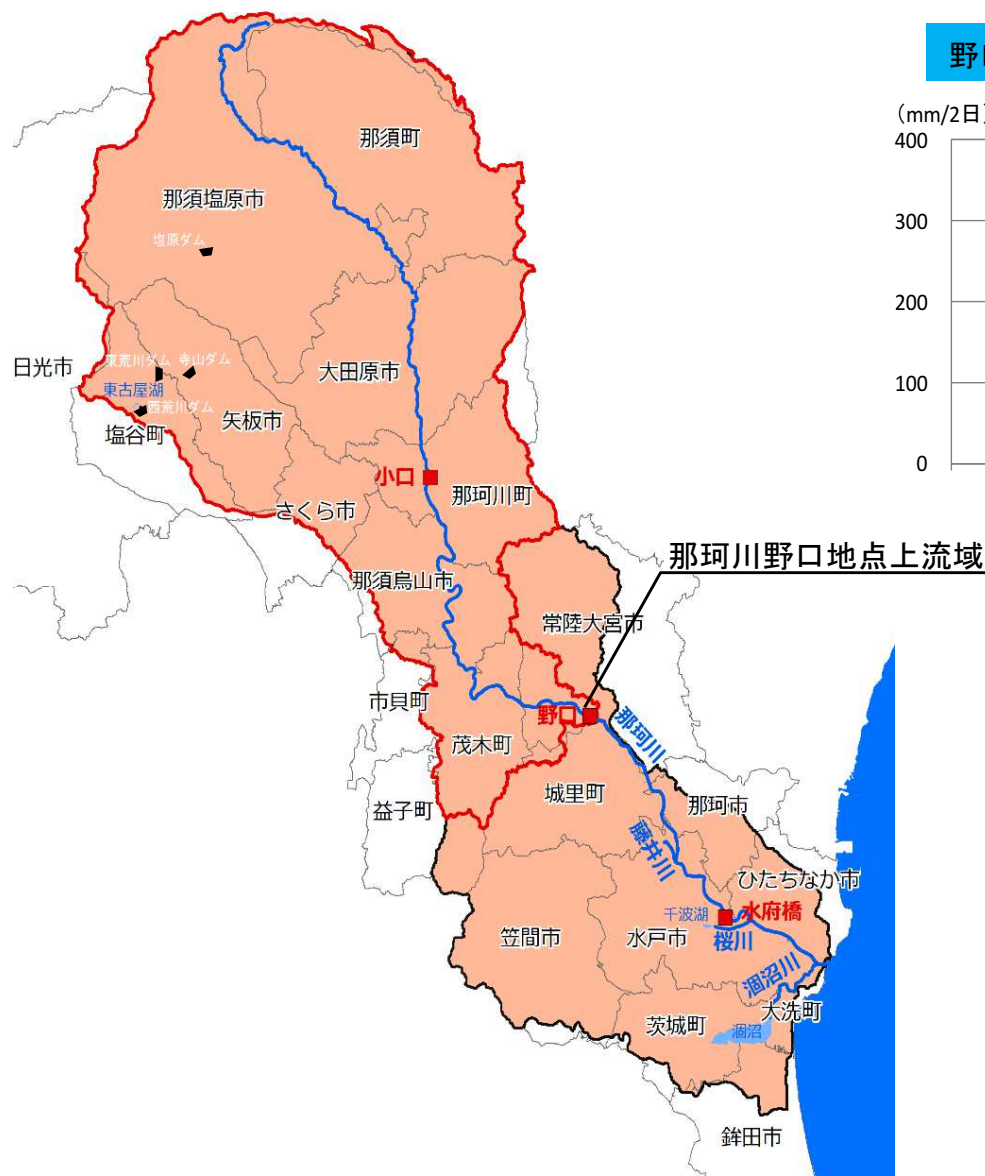 野
(mm/2日)
400
300
200
100
0
那須町
那須塩原市
塩原ダム
日光市
東荒川ダム
寺山ダム
東古屋湖
西荒川ダム
塩谷町
矢板市
大田原市
小口
那珂川町
さくら市
那須烏山市
那珂川野口地点上流域
常陸大宮市
市貝町
野口
那珂川
茂木町
益子町
城里町
那珂市
藤井川
ひたちなか市
千波湖
水府橋
笠間市
水戸市
桜川
涸沼川
大洗町
茨城町
涸沼
鉾田市